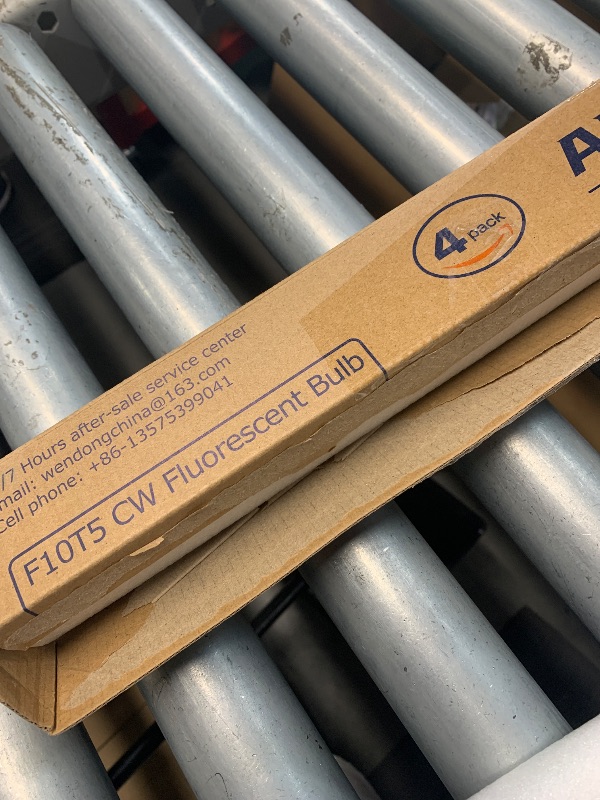 4 pack
/7 Hours after-sale service center
mail: wendongchina@163.com
Cell phone: +86-13575399041
F10T5 CW Fluorescent Bulb